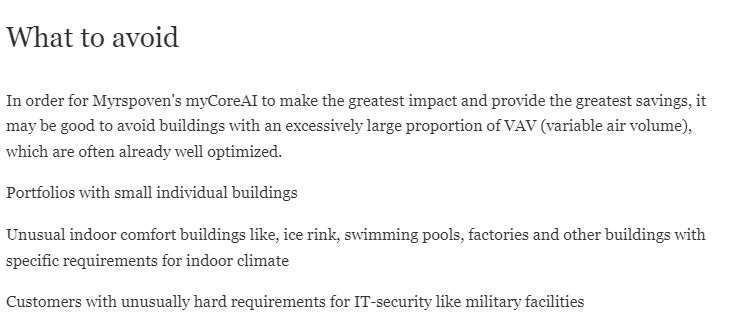 What to avoid
In order for Myrspoven's myCoreAI to make the greatest impact and provide the greatest savings, it
may be good to avoid buildings with an excessively large proportion of VAV (variable air volume),
which are often already well optimized.
Portfolios with small individual buildings
Unusual indoor comfort buildings like, ice rink, swimming pools, factories and other buildings with
specific requirements for indoor climate
Customers with unusually hard requirements for IT-security like military facilities